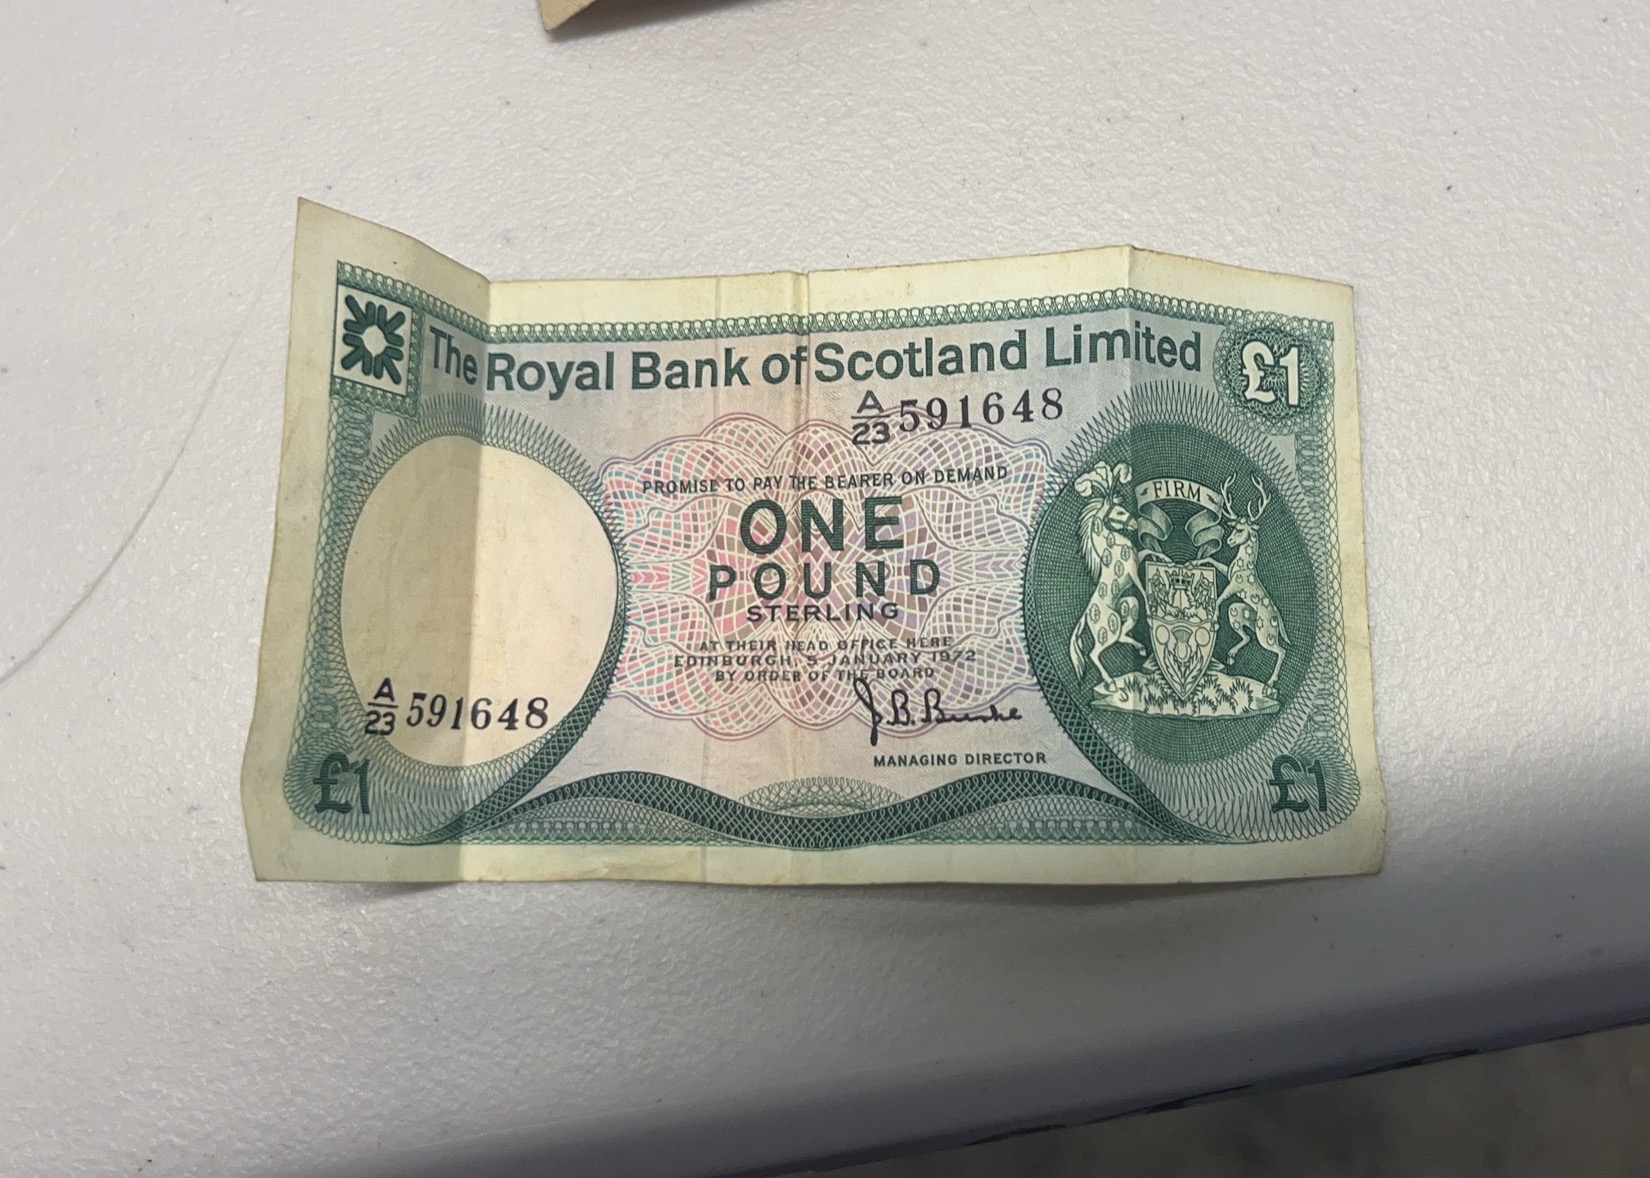 The Royal Bank of Scotland Limited
£1
A/23 591648
PROMISE TO PAY THE BEARER ON DEMAND
ONE
POUND
STERLING
AT THEIR HEAD OFFICE HERE
EDINBURGH, 5 JANUARY 1972
BY ORDER OF THE BOARD
J.B. Burke
MANAGING DIRECTOR
FIRM
A/23 591648
£1
£1